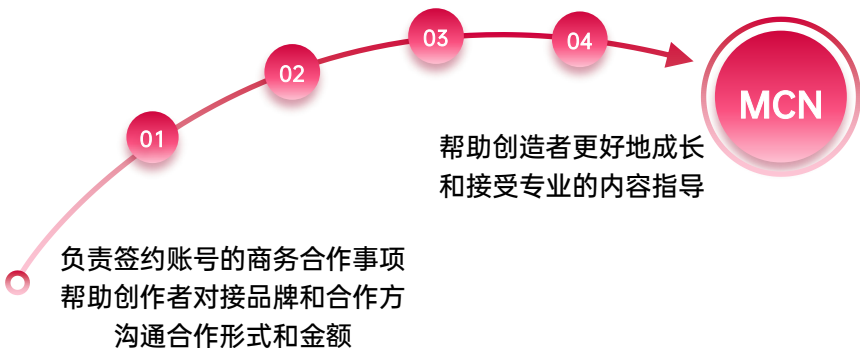 01
02
03
04
MCN
帮助创造者更好地成长
和接受专业的内容指导
负责签约账号的商务合作事项
帮助创作者对接品牌和合作方
沟通合作形式和金额